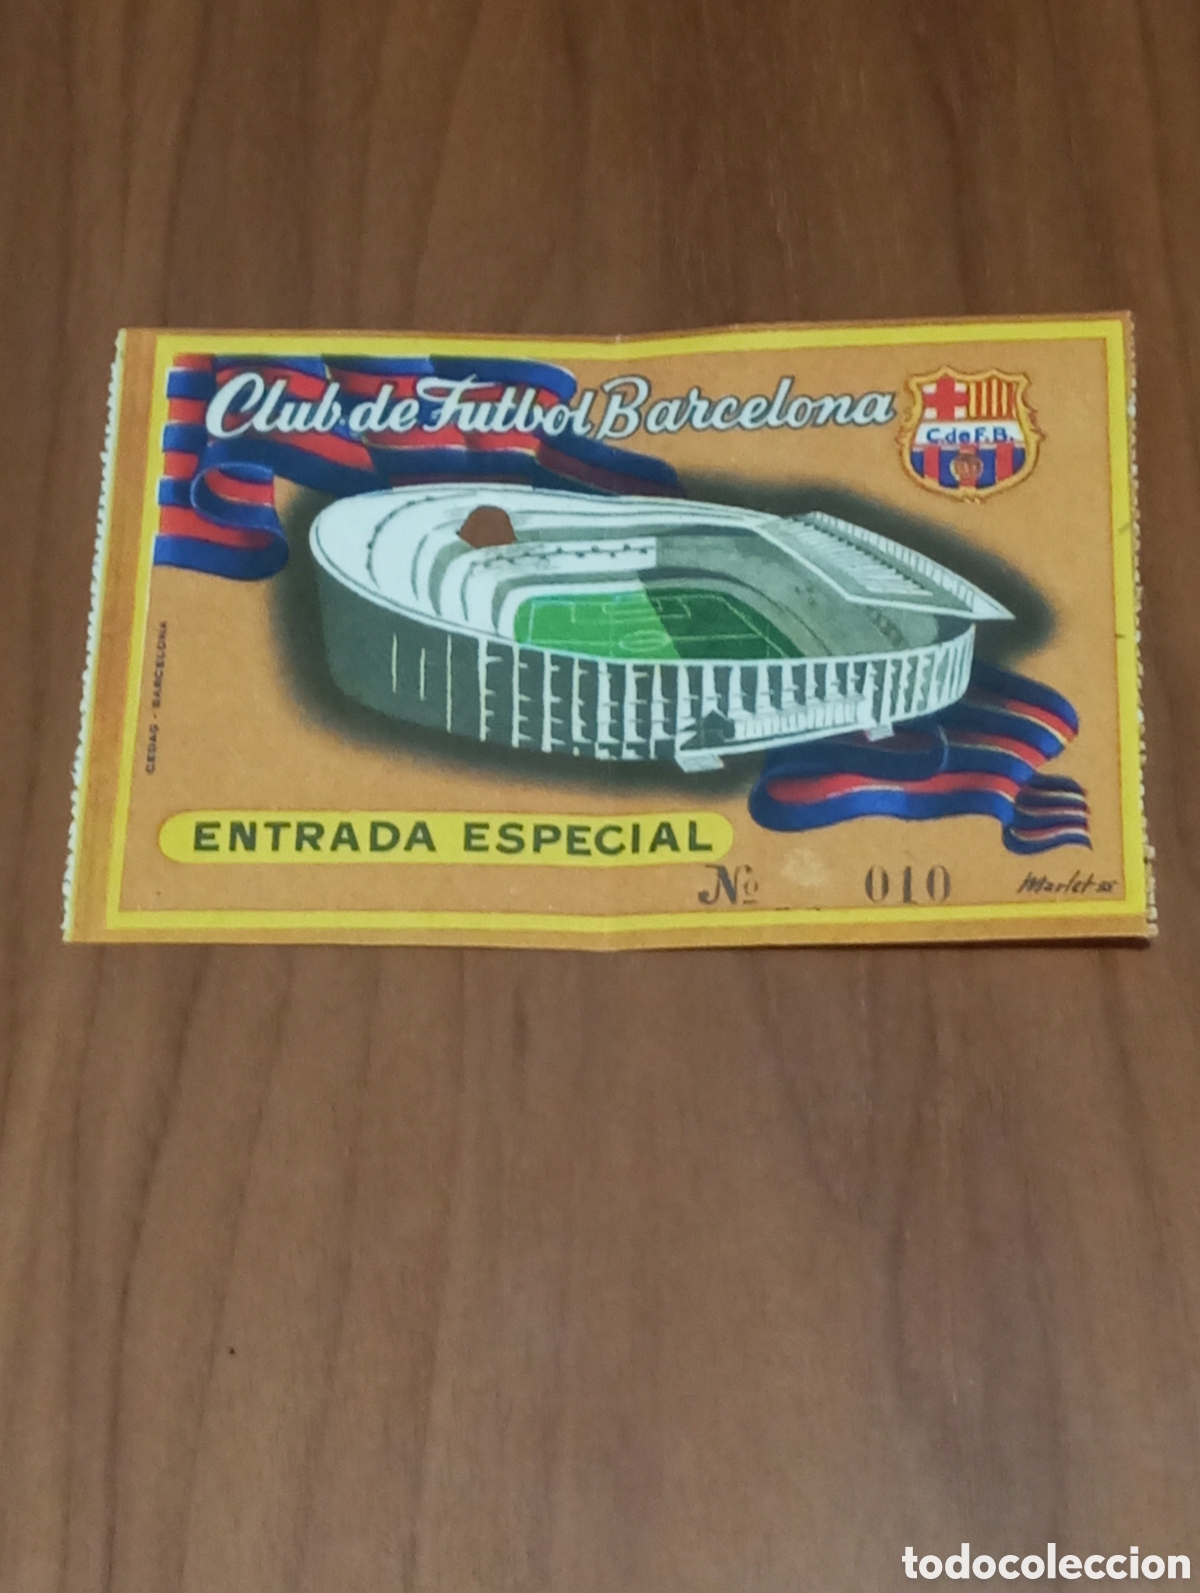 Club de Futbol Barcelona
C. de F. B.
CEDAG - BARCELONA
ENTRADA ESPECIAL
Nº 010
Marlet 55
todocoleccion